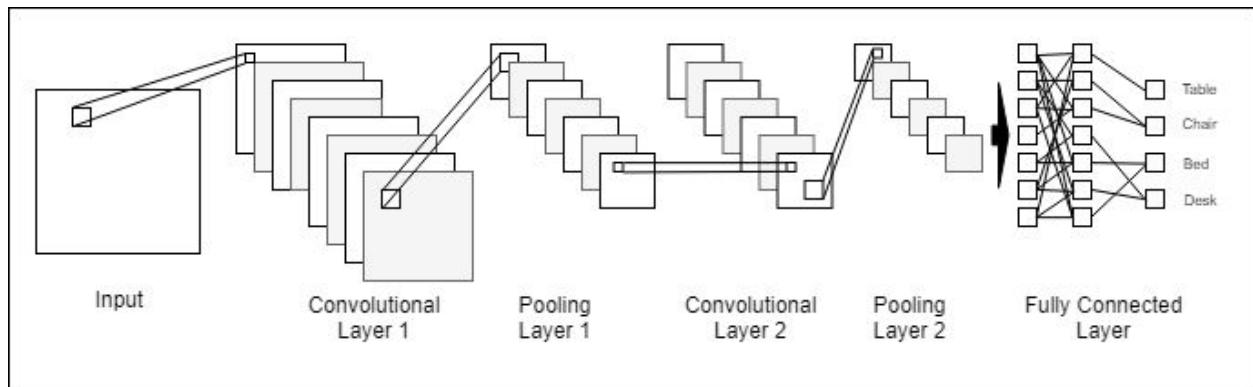 Table
Chair
Bed
Desk
Input
Convolutional
Layer 1
Pooling
Layer 1
Convolutional
Layer 2
Pooling
Layer 2
Fully Connected
Layer